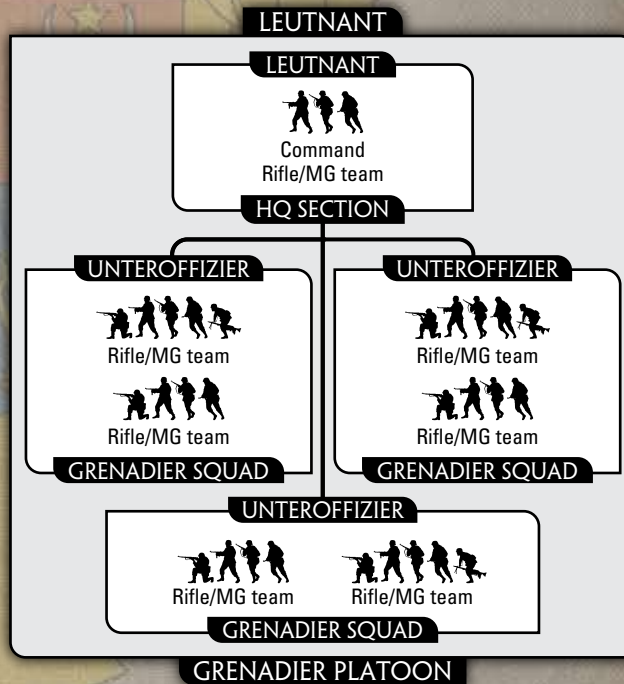 LEUTNANT
LEUTNANT
Command
Rifle/MG team
HQ SECTION
UNTEROFFIZIER
Rifle/MG team
Rifle/MG team
GRENADIER SQUAD
UNTEROFFIZIER
Rifle/MG team
Rifle/MG team
GRENADIER SQUAD
UNTEROFFIZIER
Rifle/MG team
Rifle/MG team
GRENADIER SQUAD
GRENADIER PLATOON